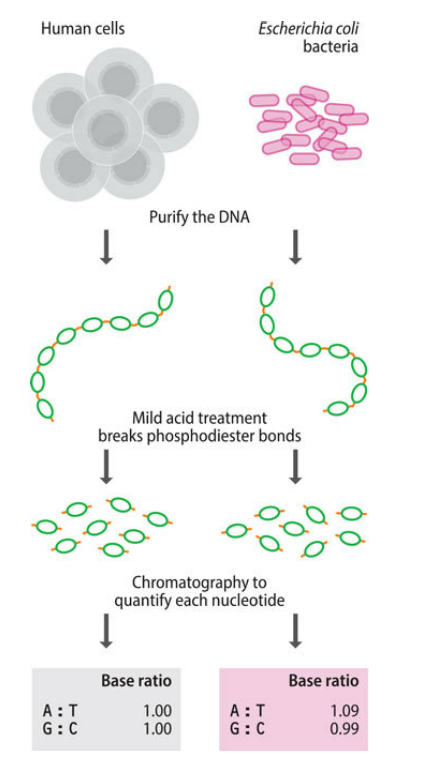 Human cells
Escherichia coli
bacteria
Purify the DNA
Mild acid treatment
breaks phosphodiester bonds
Chromatography to
quantify each nucleotide
Base ratio
A : T 1.00
G : C 1.00
Base ratio
A : T 1.09
G : C 0.99